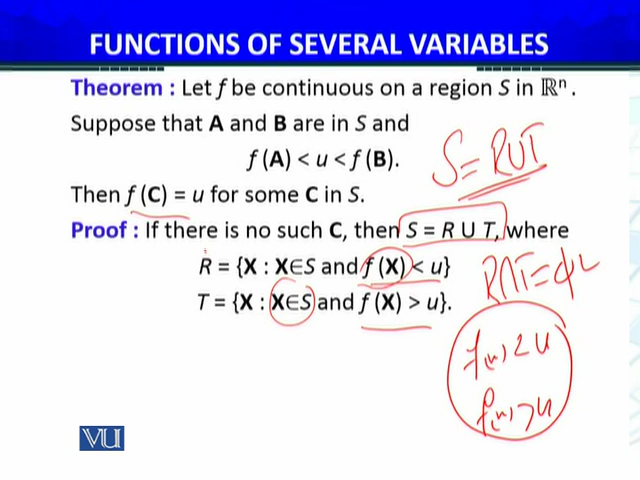 FUNCTIONS OF SEVERAL VARIABLES
Theorem : Let f be continuous on a region S in ℝⁿ.
Suppose that A and B are in S and
f (A) < u < f (B).
S = RUT
Then f (C) = u for some C in S.
Proof : If there is no such C, then S = R U T, where
R = {X : X∈S and f (X) < u}
R∩T = φ
T = {X : X∈S and f (X) > u}.
f(x) < u
f(x) > u
VU